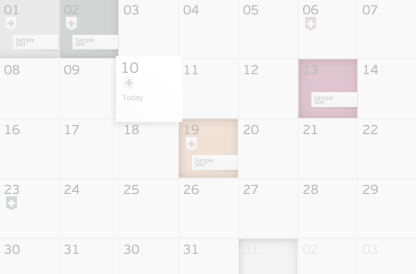 01 02 03 04 05 06 07
Sample text
Sample text
08 09 10 11 12 13 14
Today
Sample text
16 17 18 19 20 21 22
Sample text
23 24 25 26 27 28 29
30 31 30 31 01 02 03